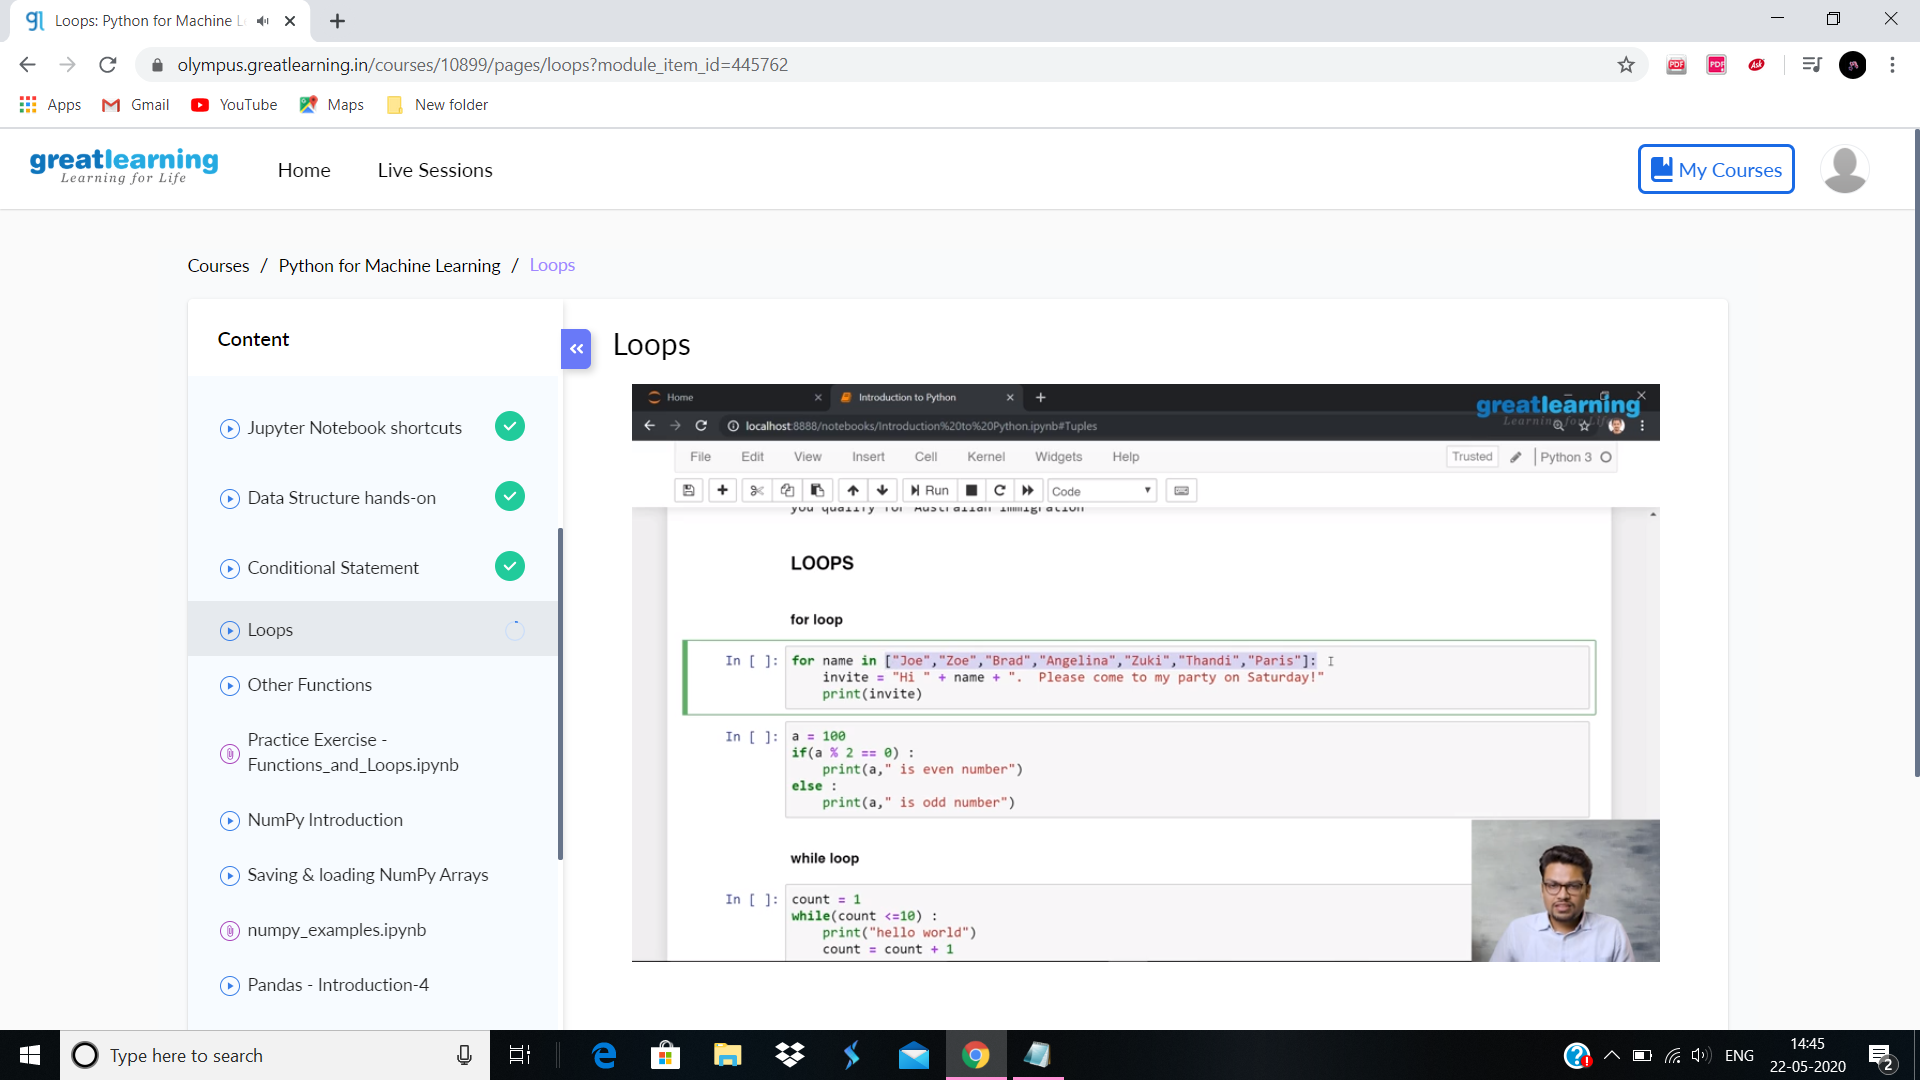 Loops: Python for Machine L
olympus.greatlearning.in/courses/10899/pages/loops?module_item_id=445762
Apps Gmail YouTube Maps New folder
greatlearning
Learning for Life
Home Live Sessions My Courses
Courses / Python for Machine Learning / Loops
Content
Jupyter Notebook shortcuts
Data Structure hands-on
Conditional Statement
Loops
Other Functions
Practice Exercise -
Functions_and_Loops.ipynb
NumPy Introduction
Saving & loading NumPy Arrays
numpy_examples.ipynb
Pandas - Introduction-4
Loops
Home Introduction to Python
greatlearning
Learning for Life
localhost:8888/notebooks/Introduction%20to%20Python.ipynb#Tuples
File Edit View Insert Cell Kernel Widgets Help Trusted Python 3
Run Code
you qualify for Australian immigration
LOOPS
for loop
In [ ]: for name in ["Joe","Zoe","Brad","Angelina","Zuki","Thandi","Paris"]:
invite = "Hi " + name + ".  Please come to my party on Saturday!"
print(invite)
In [ ]: a = 100
if(a % 2 == 0) :
print(a," is even number")
else :
print(a," is odd number")
while loop
In [ ]: count = 1
while(count <=10) :
print("hello world")
count = count + 1
Type here to search
ENG
14:45
22-05-2020
2